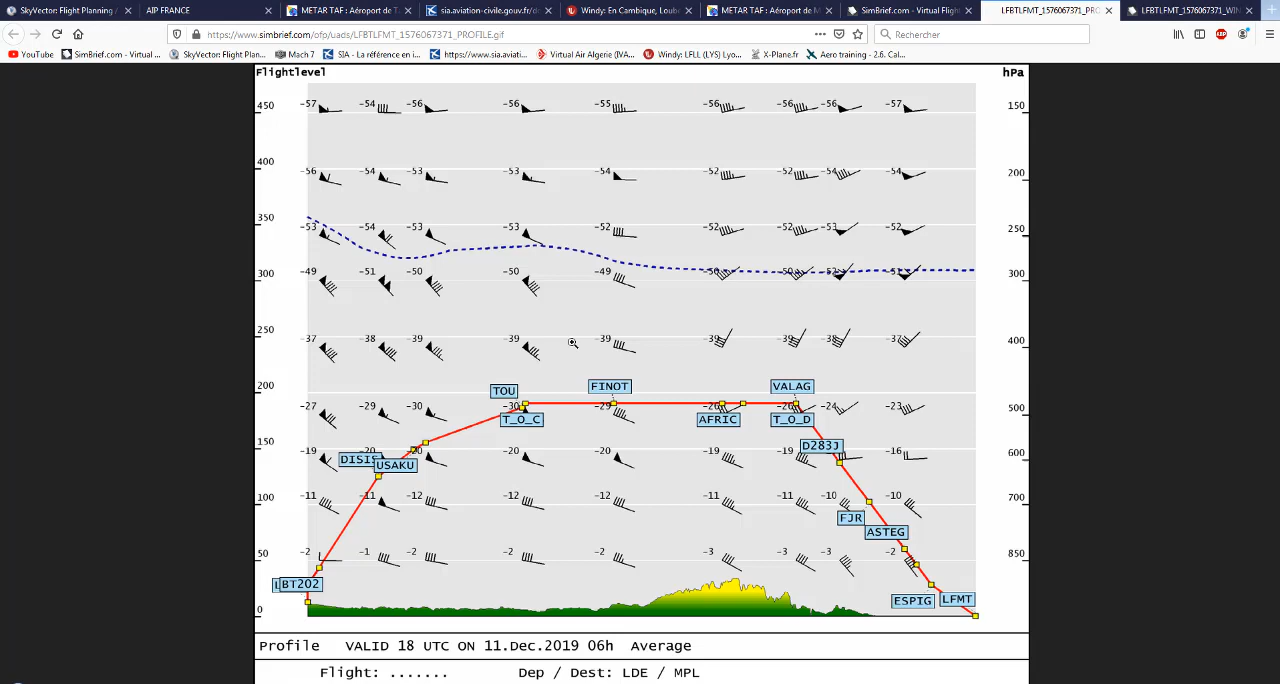 SkyVector: Flight Planning /
AIP FRANCE
METAR TAF : Aéroport de T
sia.aviation-civile.gouv.fr/de
Windy: En Cambique, Loube
METAR TAF : Aéroport de M
SimBrief.com - Virtual Flight
LFBTLFMT_1576067371_PRO
LFBTLFMT_1576067371_WIN
https://www.simbrief.com/ofp/uads/LFBTLFMT_1576067371_PROFILE.gif
Rechercher
YouTube
SimBrief.com - Virtual ...
SkyVector: Flight Plan...
Mach 7
SIA - La référence en i...
https://www.sia.aviati...
Virtual Air Algerie (IVA...
Windy: LFLL (LYS) Lyo...
X-Plane.fr
Aero training - 2.6. Cal...
Flightlevel hPa
450 -57 -54 -56 -56 -55 -56 -56 -56 -57 150
400 -56 -54 -53 -53 -54 -52 -52 -54 -54 200
350 -53 -54 -53 -53 -52 -52 -52 -53 -52 250
300 -49 -51 -50 -50 -49 -50 -50 -52 -51 300
250 -37 -38 -39 -39 -39 -39 -39 -38 -37 400
200 TOU FINOT VALAG
-27 -29 -30 -30 -29 -26 -26 -24 -23 500
T_O_C AFRIC T_O_D
150 D283J
-19 -20 -20 -20 -20 -19 -19 -16 600
DISIS USAKU
100 -11 -11 -12 -12 -12 -11 -11 -10 -10 700
FJR ASTEG
50 -2 -1 -2 -2 -2 -3 -3 -3 -2 850
LBT202
0 ESPIG LFMT
Profile VALID 18 UTC ON 11.Dec.2019 06h Average
Flight: ....... Dep / Dest: LDE / MPL